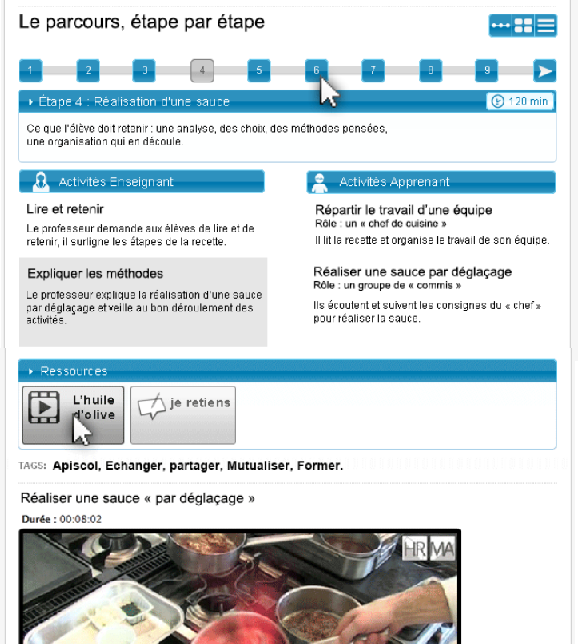 Le parcours, étape par étape
1 2 3 4 5 6 7 8 9
Étape 4 : Réalisation d'une sauce
120 min
Ce que l'élève doit retenir : une analyse, des choix, des méthodes pensées,
une organisation qui en découle.
Activités Enseignant
Lire et retenir
Le professeur demande aux élèves de lire et de
retenir, il surligne les étapes de la recette.
Expliquer les méthodes
Le professeur explique la réalisation d'une sauce
par déglaçage et veille au bon déroulement des
activités.
Activités Apprenant
Répartir le travail d'une équipe
Rôle : un « chef de cuisine »
Il lit la recette et organise le travail de son équipe.
Réaliser une sauce par déglaçage
Rôle : un groupe de « commis »
Ils écoutent et suivent les consignes du « chef »
pour réaliser la sauce.
Ressources
L'huile
d'olive
je retiens
TAGS: Apiscol, Echanger, partager, Mutualiser, Former.
Réaliser une sauce « par déglaçage »
Durée : 00:08:02
HRMA